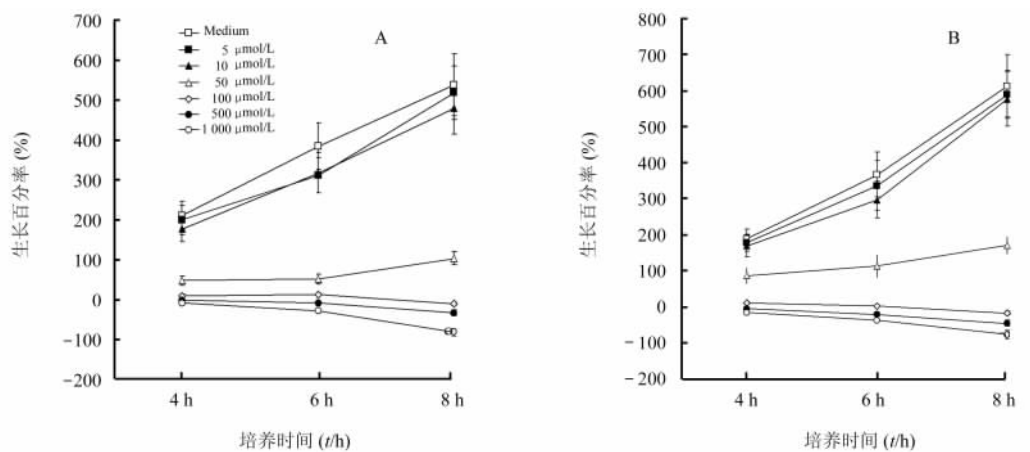 700
600
500
400
300
200
100
0
−100
−200
生长百分率 (%)
Medium
5 μmol/L
10 μmol/L
50 μmol/L
100 μmol/L
500 μmol/L
1 000 μmol/L
A
4 h
6 h
8 h
培养时间 (t/h)
800
700
600
500
400
300
200
100
0
−100
−200
生长百分率 (%)
B
4 h
6 h
8 h
培养时间 (t/h)